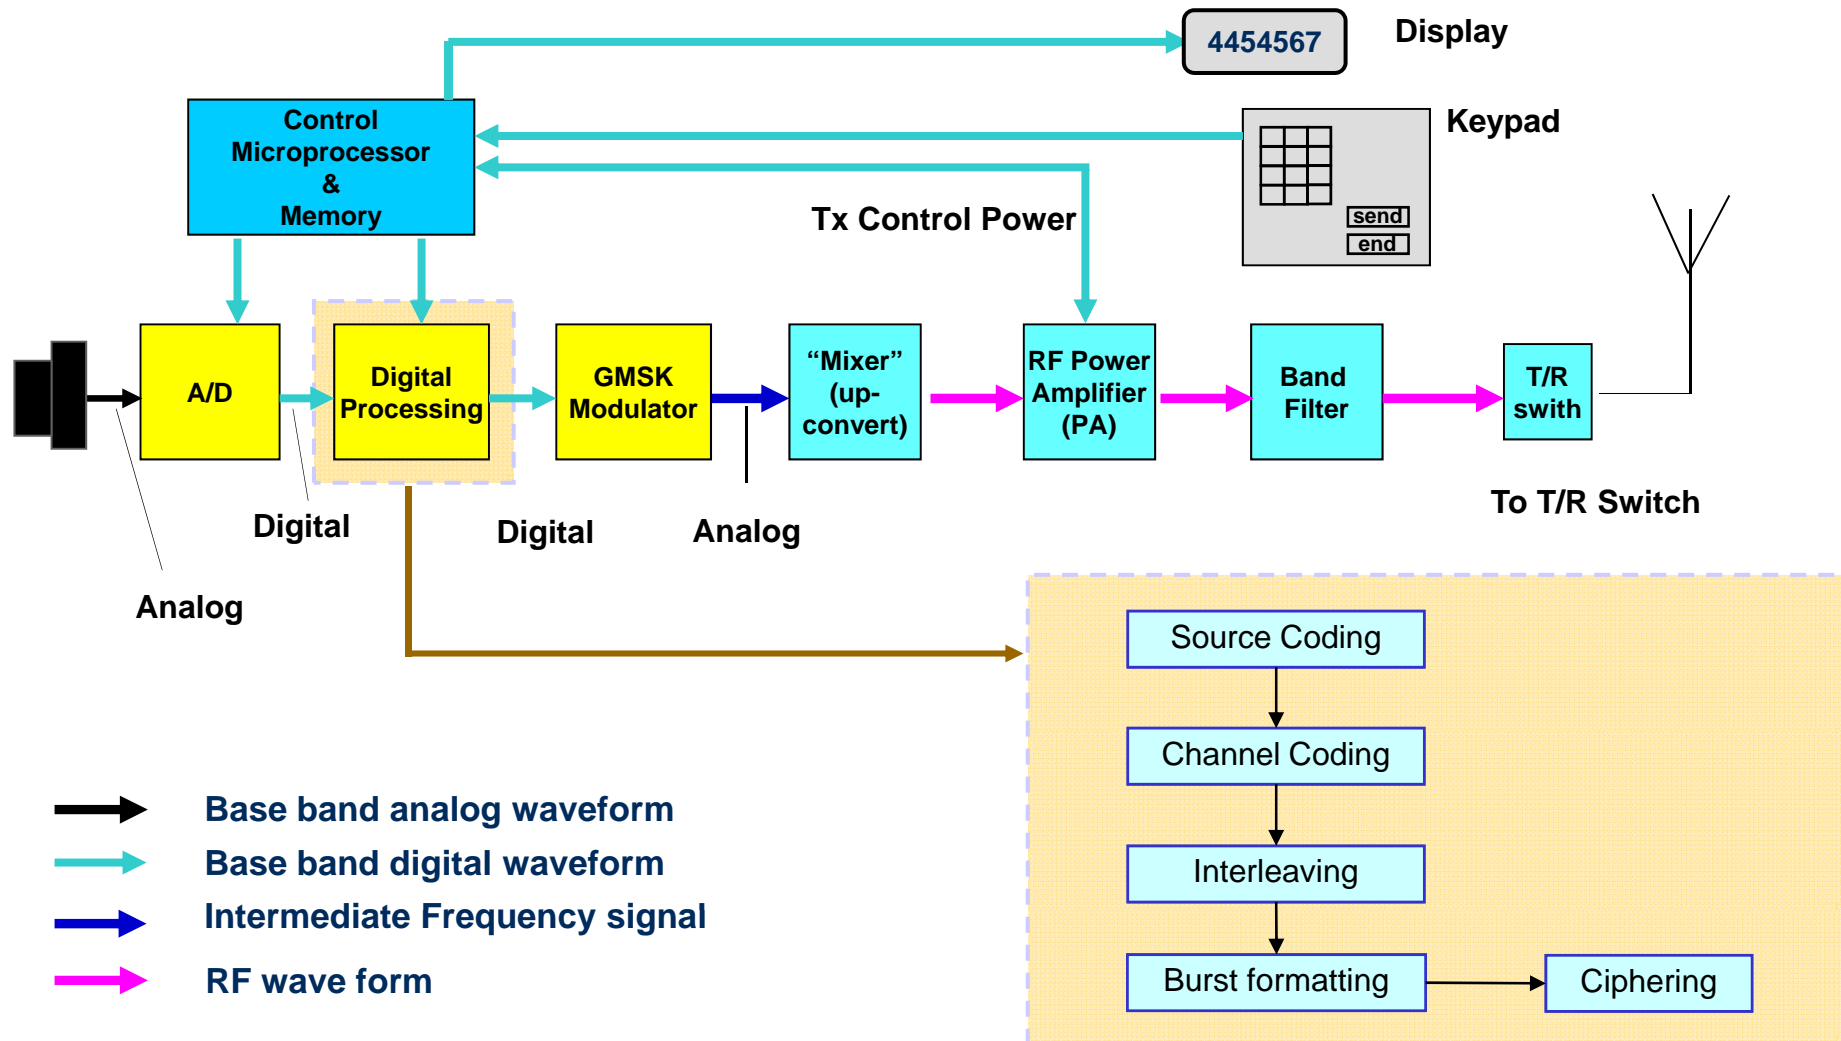 4454567
Display
Control
Microprocessor
&
Memory
Keypad
send
end
Tx Control Power
A/D
Digital
Processing
GMSK
Modulator
“Mixer”
(up-
convert)
RF Power
Amplifier
(PA)
Band
Filter
T/R
swith
To T/R Switch
Digital
Digital
Analog
Analog
Source Coding
Channel Coding
Interleaving
Burst formatting
Ciphering
Base band analog waveform
Base band digital waveform
Intermediate Frequency signal
RF wave form